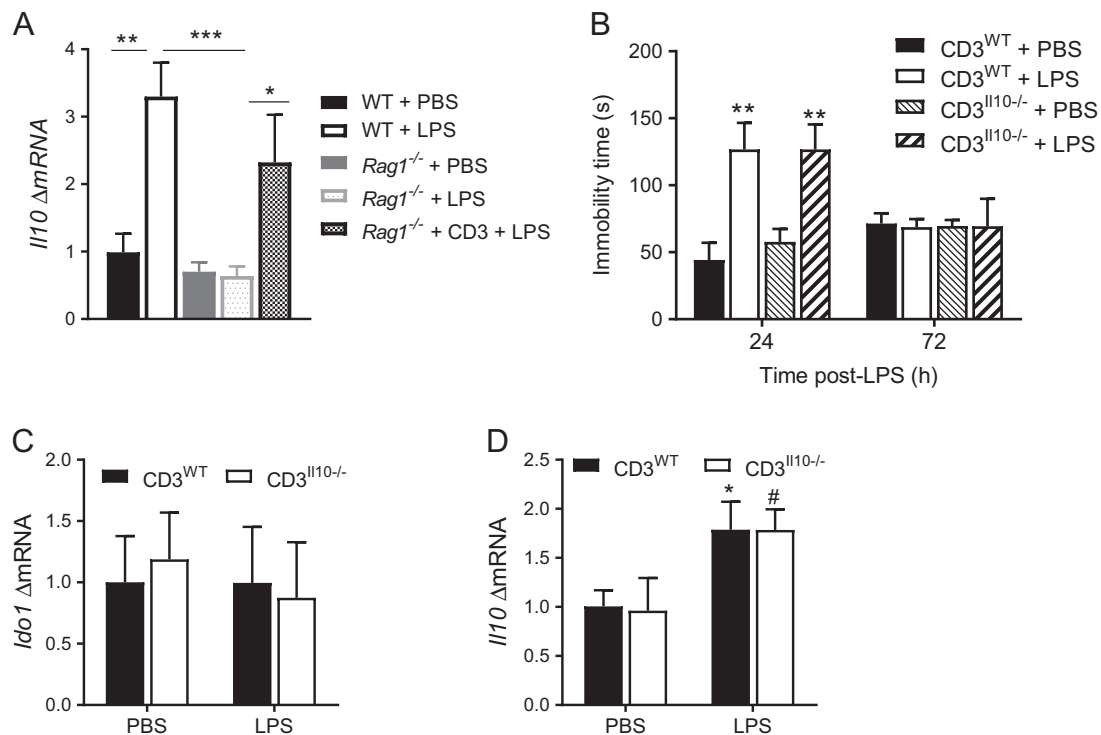 A
Il10 ΔmRNA
4
3
2
1
0
**
***
*
WT + PBS
WT + LPS
Rag1-/- + PBS
Rag1-/- + LPS
Rag1-/- + CD3 + LPS
B
Immobility time (s)
200
150
100
50
0
**
**
CD3WT + PBS
CD3WT + LPS
CD3Il10-/- + PBS
CD3Il10-/- + LPS
24
72
Time post-LPS (h)
C
Ido1 ΔmRNA
2.0
1.5
1.0
0.5
0.0
CD3WT
CD3Il10-/-
PBS
LPS
D
Il10 ΔmRNA
2.5
2.0
1.5
1.0
0.5
0.0
CD3WT
CD3Il10-/-
*
#
PBS
LPS